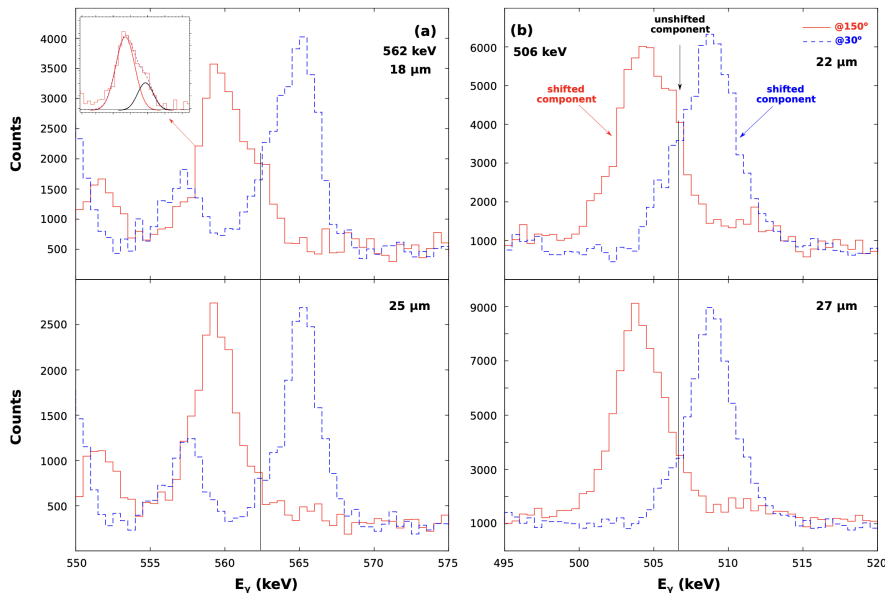 (a)
562 keV
18 μm
4000
3500
3000
2500
2000
1500
1000
500
Counts
(b)
506 keV
unshifted
component
@150°
@30°
22 μm
shifted
component
shifted
component
6000
5000
4000
3000
2000
1000
25 μm
2500
2000
1500
1000
500
Counts
550 555 560 565 570 575
Eγ (keV)
27 μm
9000
7000
5000
3000
1000
495 500 505 510 515 520
Eγ (keV)